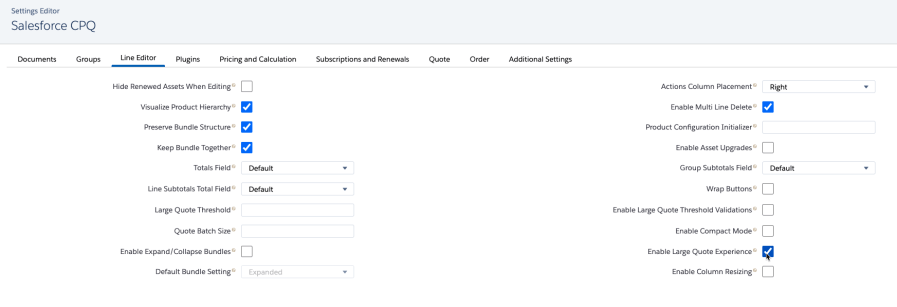 Settings Editor
Salesforce CPQ
Documents Groups Line Editor Plugins Pricing and Calculation Subscriptions and Renewals Quote Order Additional Settings
Hide Renewed Assets When Editing Actions Column Placement Right
Visualize Product Hierarchy Enable Multi Line Delete
Preserve Bundle Structure Product Configuration Initializer
Keep Bundle Together Enable Asset Upgrades
Totals Field Default Group Subtotals Field Default
Line Subtotals Total Field Default Wrap Buttons
Large Quote Threshold Enable Large Quote Threshold Validations
Quote Batch Size Enable Compact Mode
Enable Expand/Collapse Bundles Enable Large Quote Experience
Default Bundle Setting Expanded Enable Column Resizing